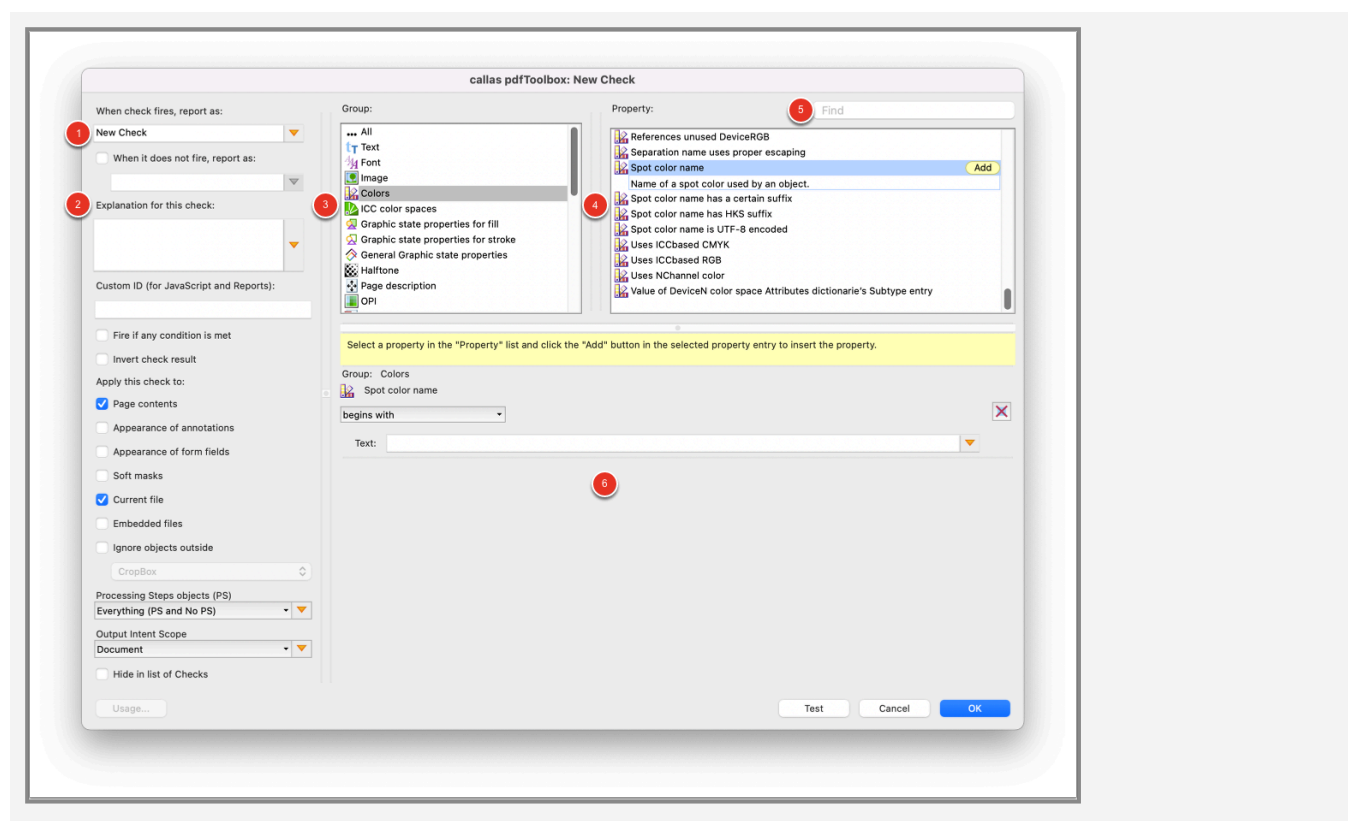 callas pdfToolbox: New Check
When check fires, report as:
1
New Check
When it does not fire, report as:
2
Explanation for this check:
Custom ID (for JavaScript and Reports):
Fire if any condition is met
Invert check result
Apply this check to:
Page contents
Appearance of annotations
Appearance of form fields
Soft masks
Current file
Embedded files
Ignore objects outside
CropBox
Processing Steps objects (PS)
Everything (PS and No PS)
Output Intent Scope
Document
Hide in list of Checks
Usage...
Group:
3
All
Text
Font
Image
Colors
ICC color spaces
Graphic state properties for fill
Graphic state properties for stroke
General Graphic state properties
Halftone
Page description
OPI
Property:
5
Find
4
References unused DeviceRGB
Separation name uses proper escaping
Spot color name
Add
Name of a spot color used by an object.
Spot color name has a certain suffix
Spot color name has HKS suffix
Spot color name is UTF-8 encoded
Uses ICCbased CMYK
Uses ICCbased RGB
Uses NChannel color
Value of DeviceN color space Attributes dictionarie's Subtype entry
Select a property in the "Property" list and click the "Add" button in the selected property entry to insert the property.
Group: Colors
Spot color name
begins with
Text:
6
Test
Cancel
OK